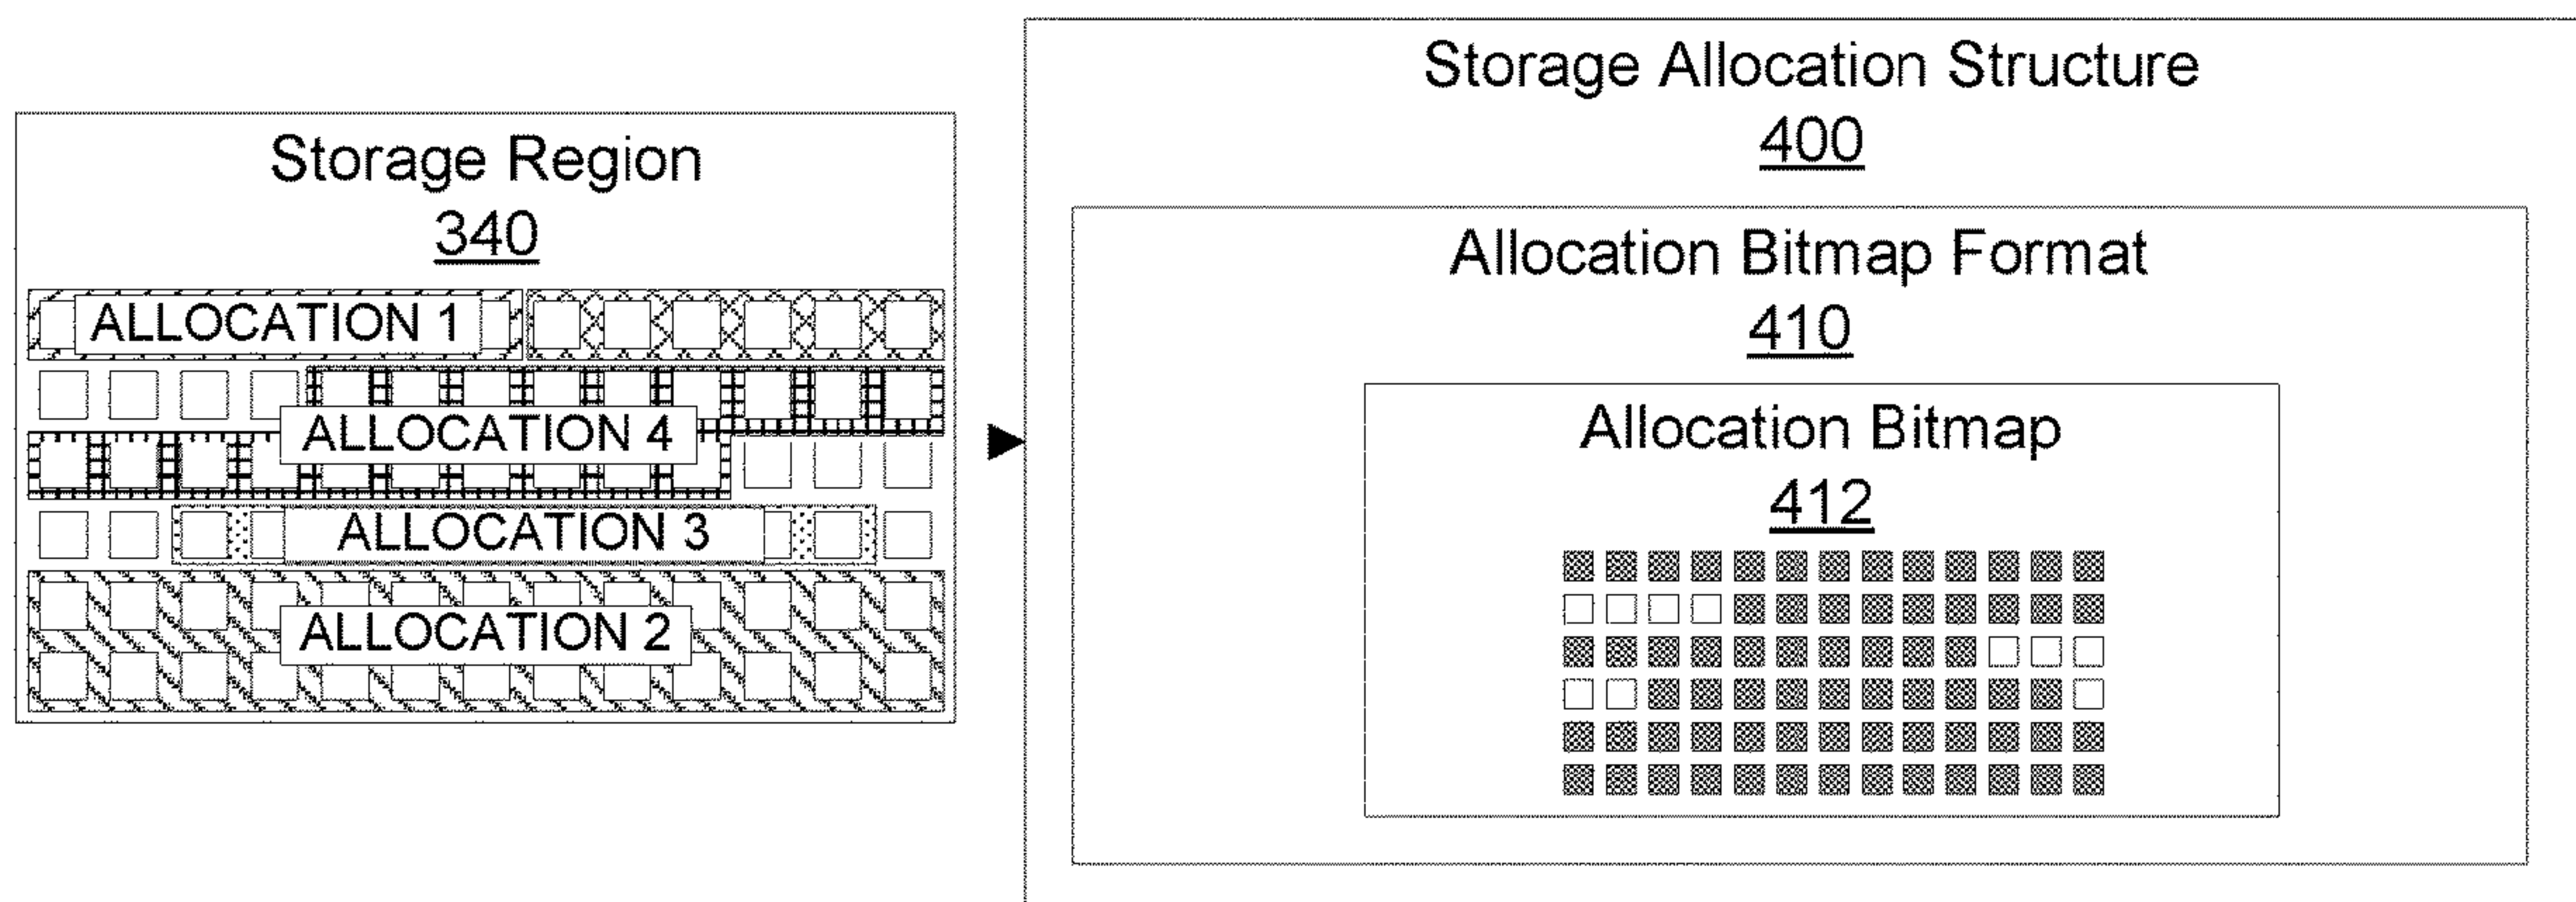 Storage Region
340
ALLOCATION 1
ALLOCATION 4
ALLOCATION 3
ALLOCATION 2
Storage Allocation Structure
400
Allocation Bitmap Format
410
Allocation Bitmap
412